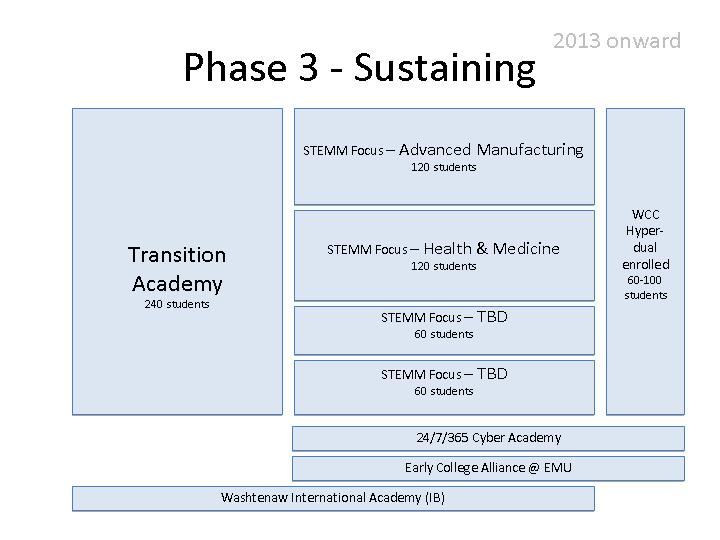 2013 onward
Phase 3 - Sustaining
Transition
Academy
240 students
STEMM Focus – Advanced Manufacturing
120 students
STEMM Focus – Health & Medicine
120 students
STEMM Focus – TBD
60 students
STEMM Focus – TBD
60 students
WCC
Hyper-
dual
enrolled
60-100
students
24/7/365 Cyber Academy
Early College Alliance @ EMU
Washtenaw International Academy (IB)